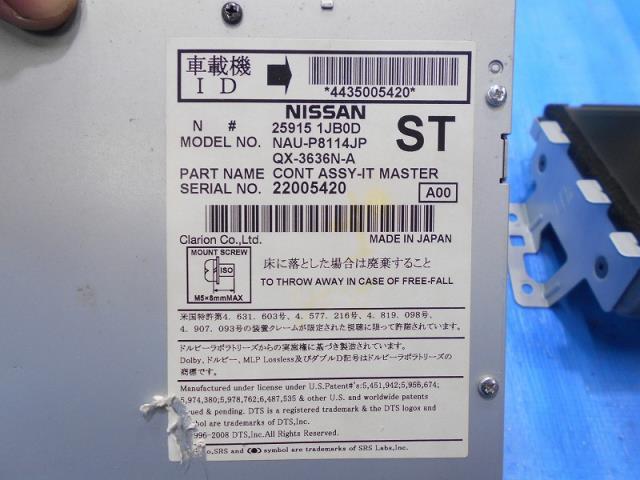 車載機
ID
*4435005420*
NISSAN
N # 25915 1JB0D
ST
MODEL NO. NAU-P8114JP
QX-3636N-A
PART NAME CONT ASSY-IT MASTER
SERIAL NO. 22005420
A00
Clarion Co.,Ltd.
MADE IN JAPAN
MOUNT SCREW
ISO
M5×8mmMAX
床に落とした場合は廃棄すること
TO THROW AWAY IN CASE OF FREE-FALL
米国特許第4. 631. 603号、4. 577. 216号、4. 819. 098号、
4. 907. 093号の装置クレームが限定された視聴に限って許諾されています。
ドルビーラボラトリーズからの実施権に基づき製造されています。
Dolby、ドルビー、MLP Lossless及びダブルD記号はドルビーラボラトリーズの
商標です。
Manufactured under license under U.S.Patent#'s:5,451,942;5,956,674;
5,974,380;5,978,762;6,487,535 & other U.S. and worldwide patents
issued & pending. DTS is a registered trademark & the DTS logos and
symbol are trademarks of DTS,Inc.
1996-2008 DTS,Inc.All Rights Reserved.
SRS and symbol are trademarks of SRS Labs,Inc.